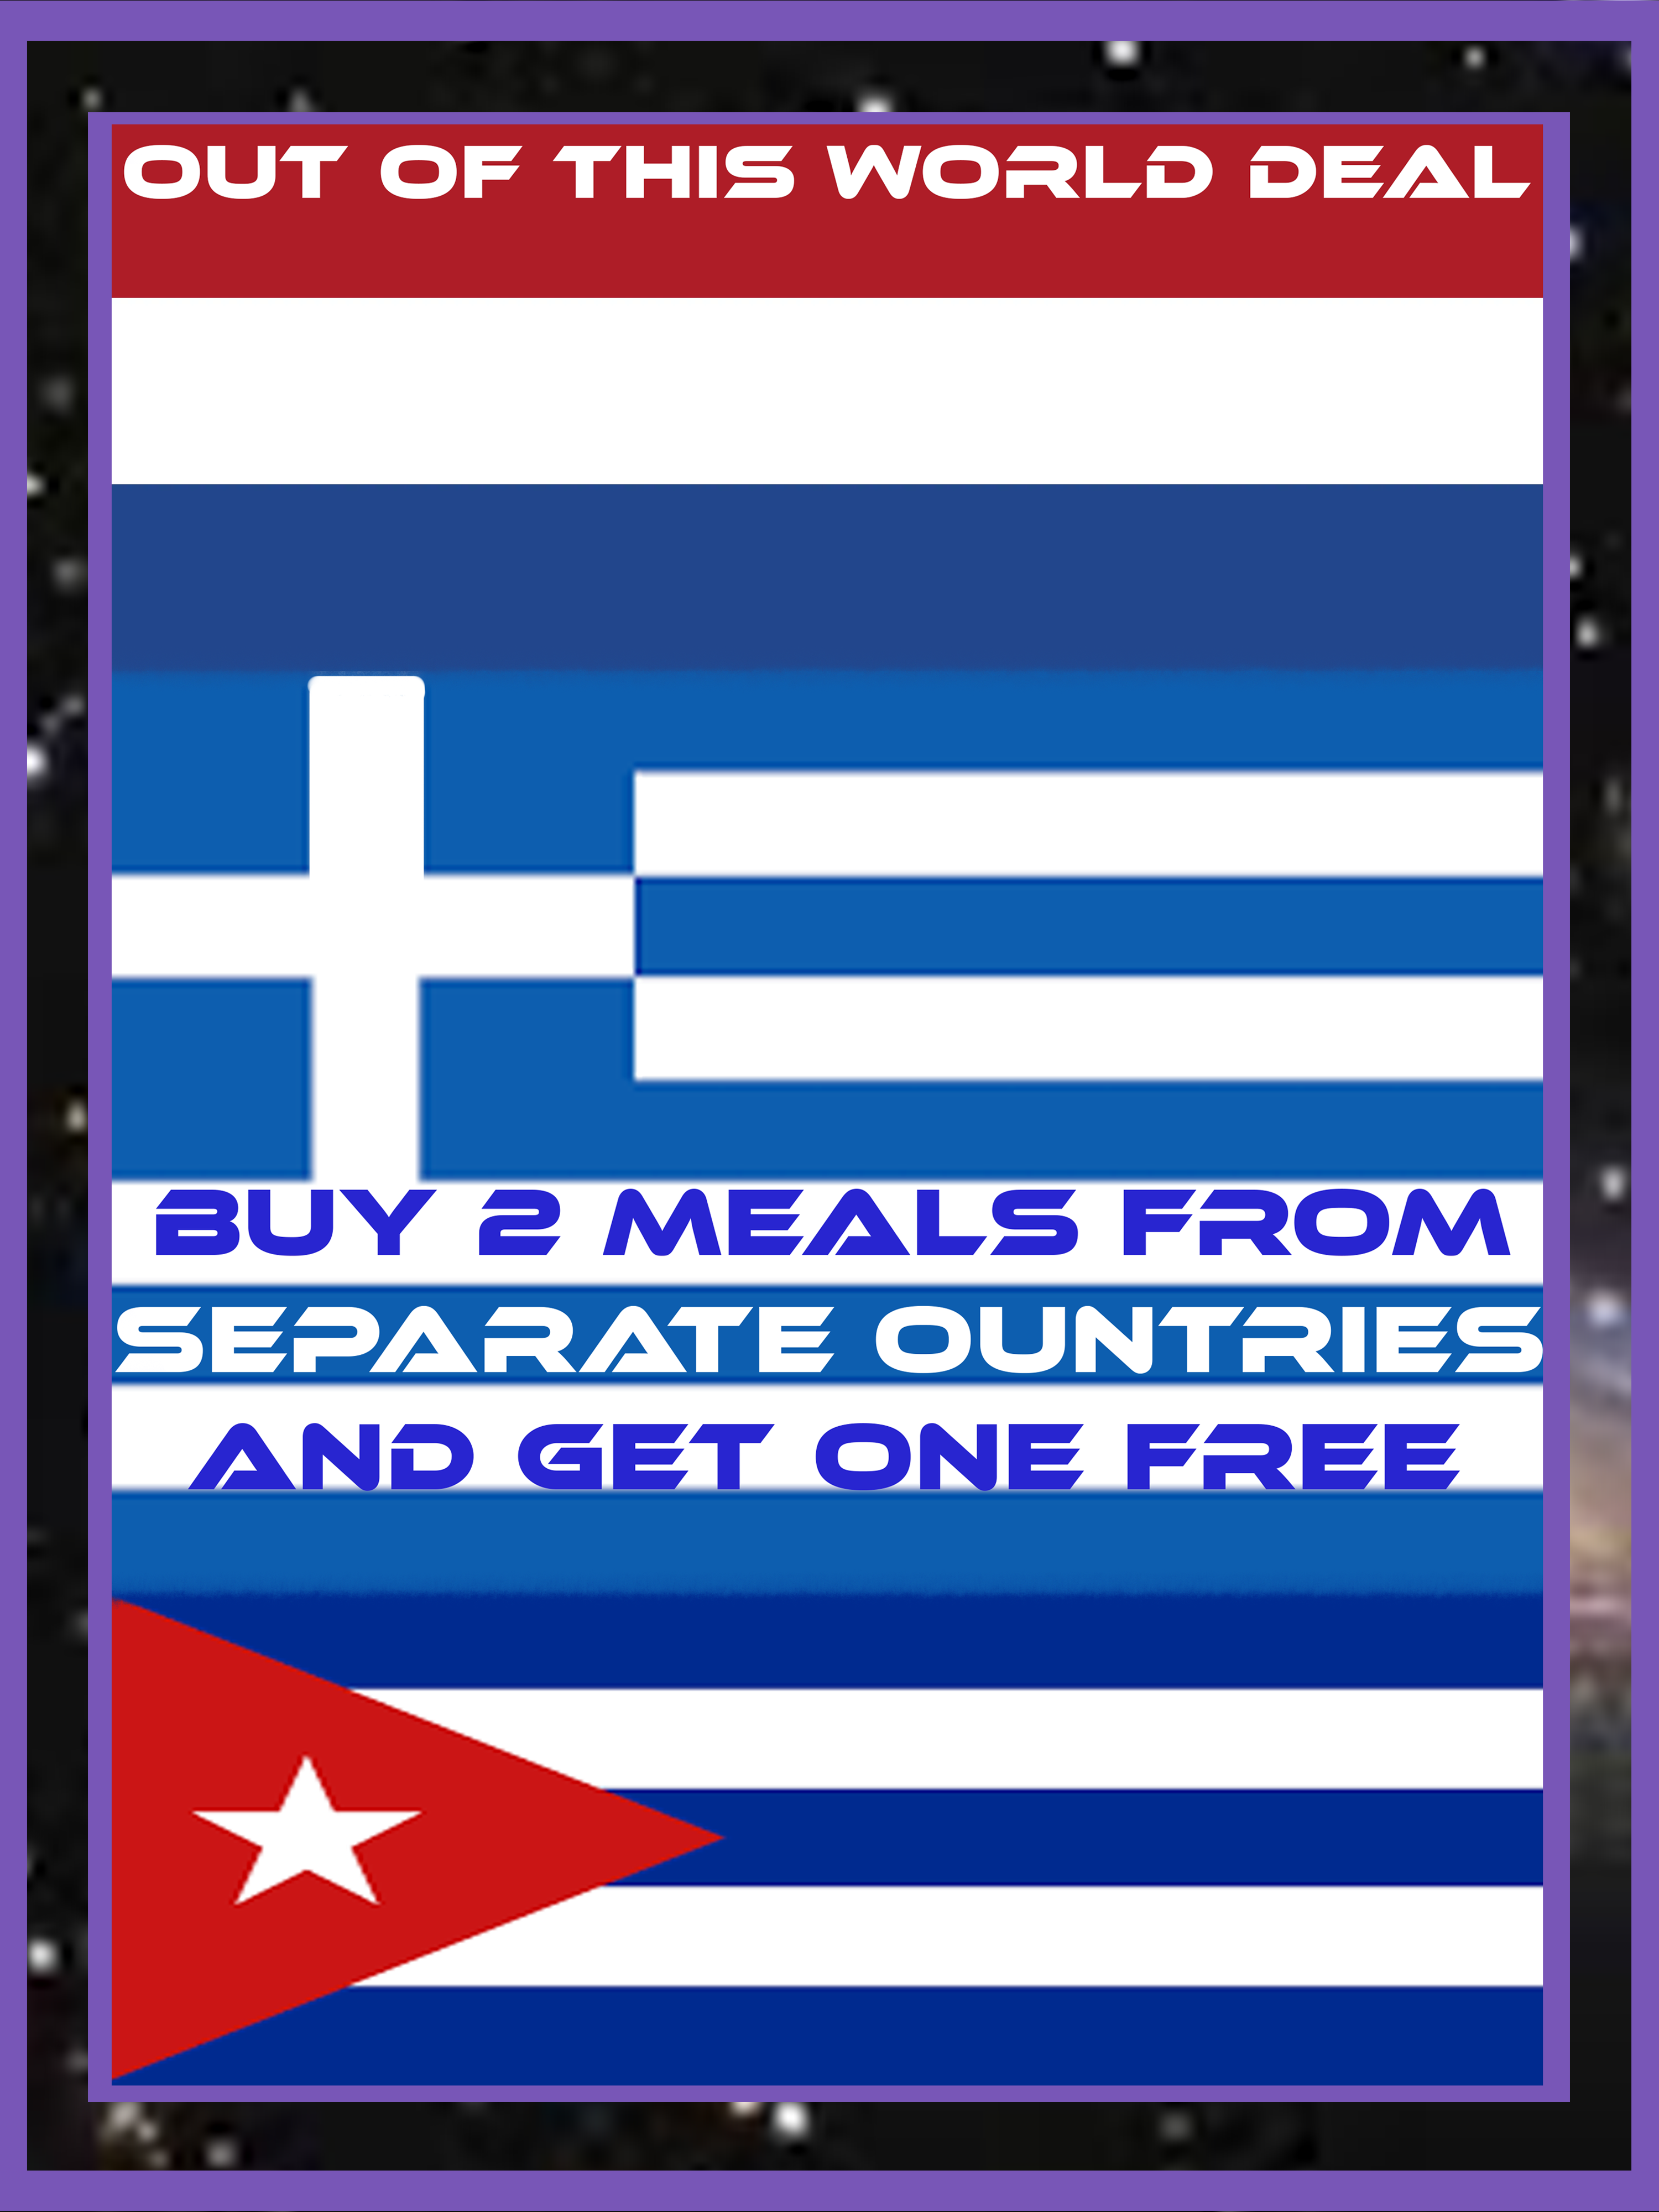 OUT OF THIS WORLD DEAL
BUY 2 MEALS FROM
SEPARATE OUNTRIES
AND GET ONE FREE